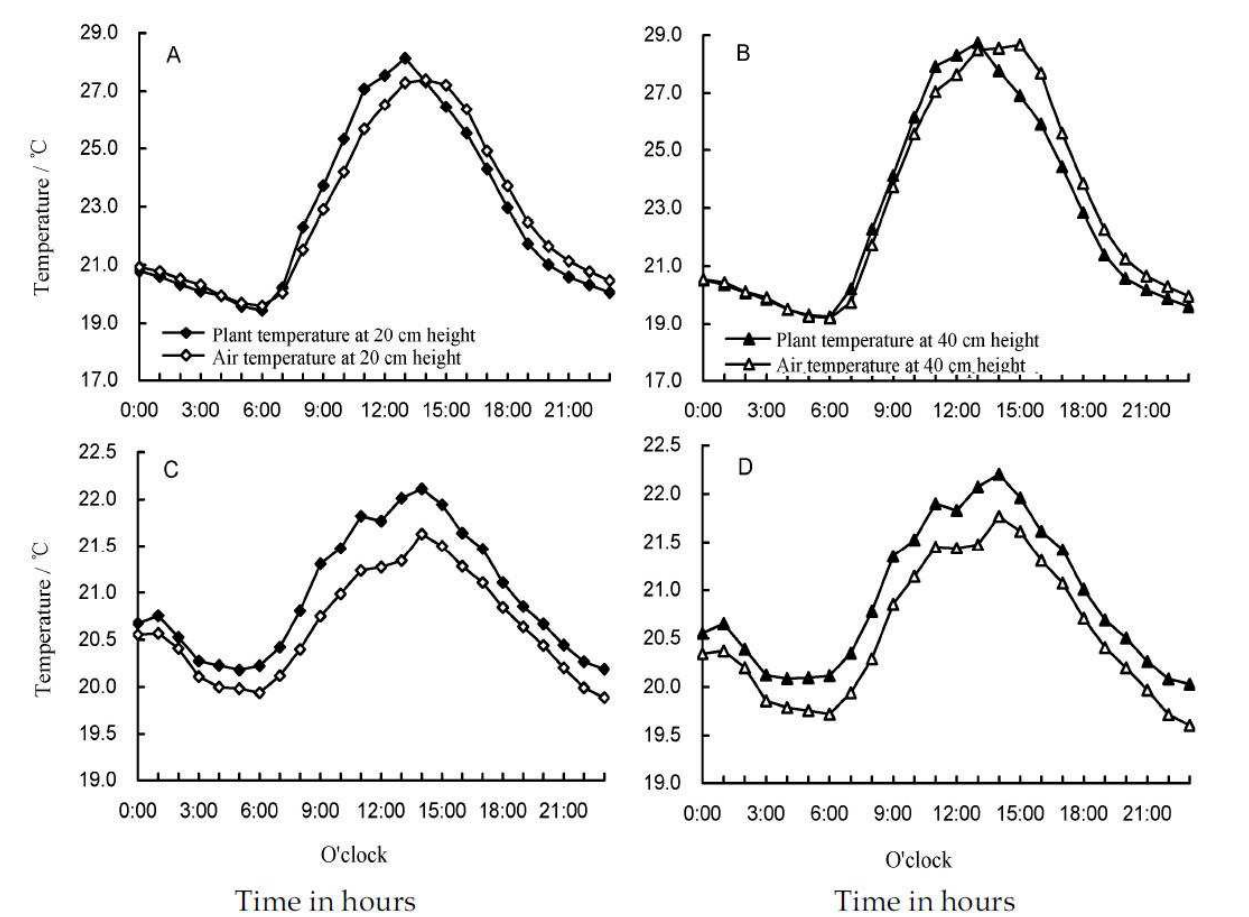 29.0
27.0
25.0
23.0
21.0
19.0
17.0
Temperature / ℃
A
Plant temperature at 20 cm height
Air temperature at 20 cm height
0:00 3:00 6:00 9:00 12:00 15:00 18:00 21:00
29.0
27.0
25.0
23.0
21.0
19.0
17.0
B
Plant temperature at 40 cm height
Air temperature at 40 cm height
0:00 3:00 6:00 9:00 12:00 15:00 18:00 21:00
22.5
22.0
21.5
21.0
20.5
20.0
19.5
19.0
Temperature / ℃
C
0:00 3:00 6:00 9:00 12:00 15:00 18:00 21:00
O'clock
Time in hours
22.5
22.0
21.5
21.0
20.5
20.0
19.5
19.0
D
0:00 3:00 6:00 9:00 12:00 15:00 18:00 21:00
O'clock
Time in hours